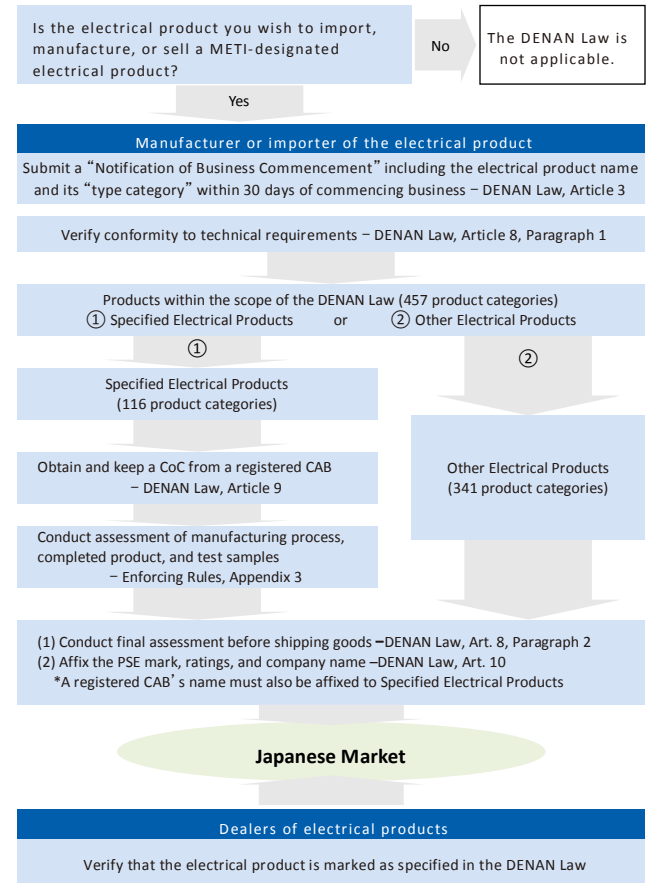 Is the electrical product you wish to import,
manufacture, or sell a METI-designated
electrical product?
No
The DENAN Law is
not applicable.
Yes
Manufacturer or importer of the electrical product
Submit a “Notification of Business Commencement” including the electrical product name
and its “type category” within 30 days of commencing business – DENAN Law, Article 3
Verify conformity to technical requirements – DENAN Law, Article 8, Paragraph 1
Products within the scope of the DENAN Law (457 product categories)
① Specified Electrical Products or ② Other Electrical Products
①
②
Specified Electrical Products
(116 product categories)
Obtain and keep a CoC from a registered CAB
– DENAN Law, Article 9
Other Electrical Products
(341 product categories)
Conduct assessment of manufacturing process,
completed product, and test samples
– Enforcing Rules, Appendix 3
(1) Conduct final assessment before shipping goods –DENAN Law, Art. 8, Paragraph 2
(2) Affix the PSE mark, ratings, and company name –DENAN Law, Art. 10
*A registered CAB’s name must also be affixed to Specified Electrical Products
Japanese Market
Dealers of electrical products
Verify that the electrical product is marked as specified in the DENAN Law